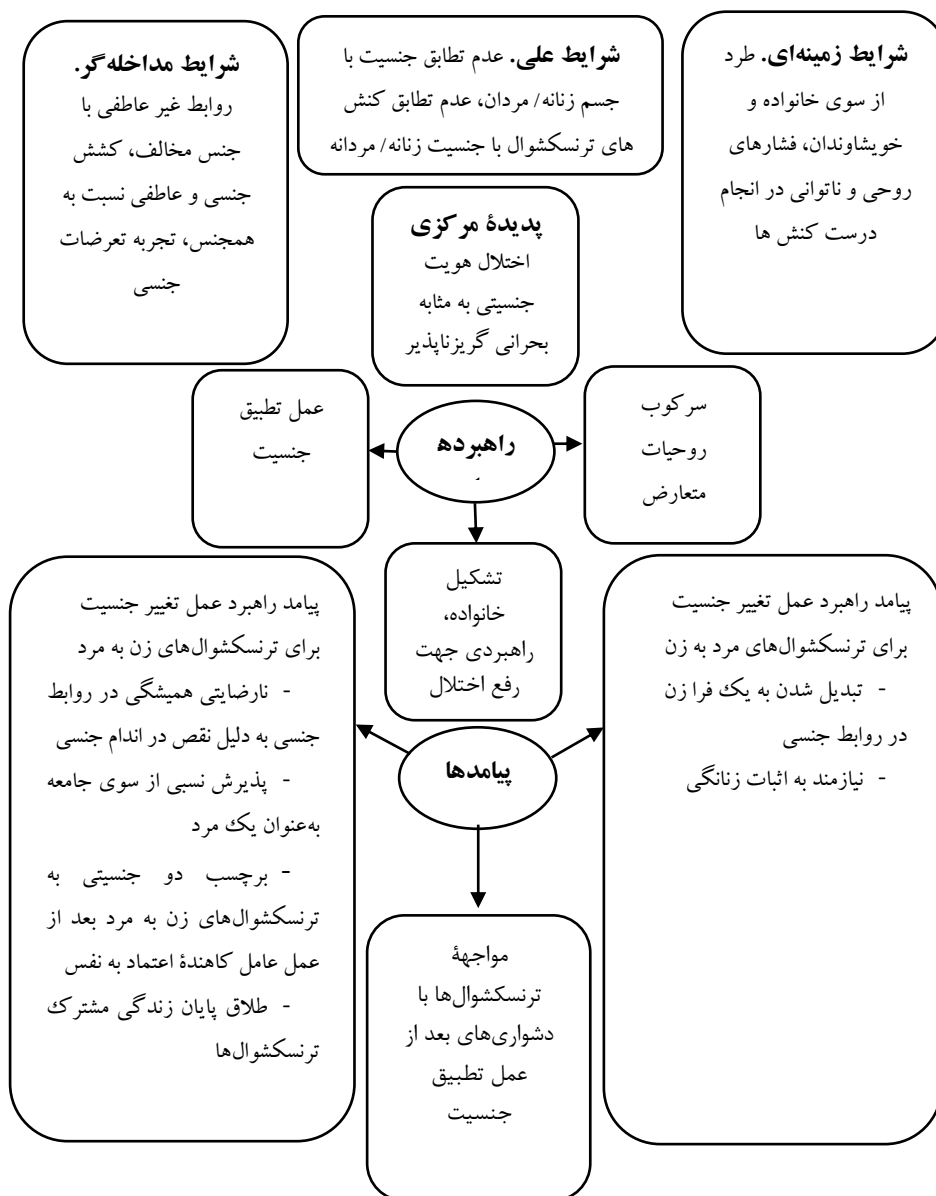 شرایط زمینه‌ای. طرد
از سوی خانواده و
خویشاوندان، فشارهای
روحی و ناتوانی در انجام
درست کنش ها
شرایط علی. عدم تطابق جنسیت با
جسم زنانه/ مردان، عدم تطابق کنش
های ترنسکشوال با جنسیت زنانه/ مردانه
شرایط مداخله‌گر.
روابط غیر عاطفی با
جنس مخالف، کشش
جنسی و عاطفی نسبت به
همجنس، تجربه تعرضات
جنسی
پدیدۀ مرکزی
اختلال هویت
جنسیتی به مثابه
بحرانی گریزناپذیر
سرکوب
روحیات
متعارض
راهبرده
عمل تطبیق
جنسیت
تشکیل
خانواده،
راهبردی جهت
رفع اختلال
پیامد راهبرد عمل تغییر جنسیت
برای ترنسکشوال‌های مرد به زن
- تبدیل شدن به یک فرا زن
در روابط جنسی
- نیازمند به اثبات زنانگی
پیامدها
پیامد راهبرد عمل تغییر جنسیت
برای ترنسکشوال‌های زن به مرد
- نارضایتی همیشگی در روابط
جنسی به دلیل نقص در اندام جنسی
- پذیرش نسبی از سوی جامعه
به‌عنوان یک مرد
- برچسب دو جنسیتی به
ترنسکشوال‌های زن به مرد بعد از
عمل عامل کاهندۀ اعتماد به نفس
- طلاق پایان زندگی مشترک
ترنسکشوال‌ها
مواجهۀ
ترنسکشوال‌ها با
دشواری‌های بعد از
عمل تطبیق
جنسیت